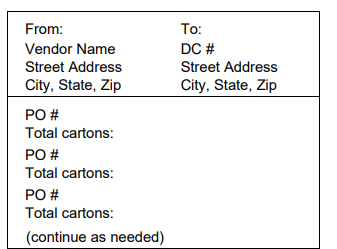 From: To:
Vendor Name DC #
Street Address Street Address
City, State, Zip City, State, Zip
PO #
Total cartons:
PO #
Total cartons:
PO #
Total cartons:
(continue as needed)